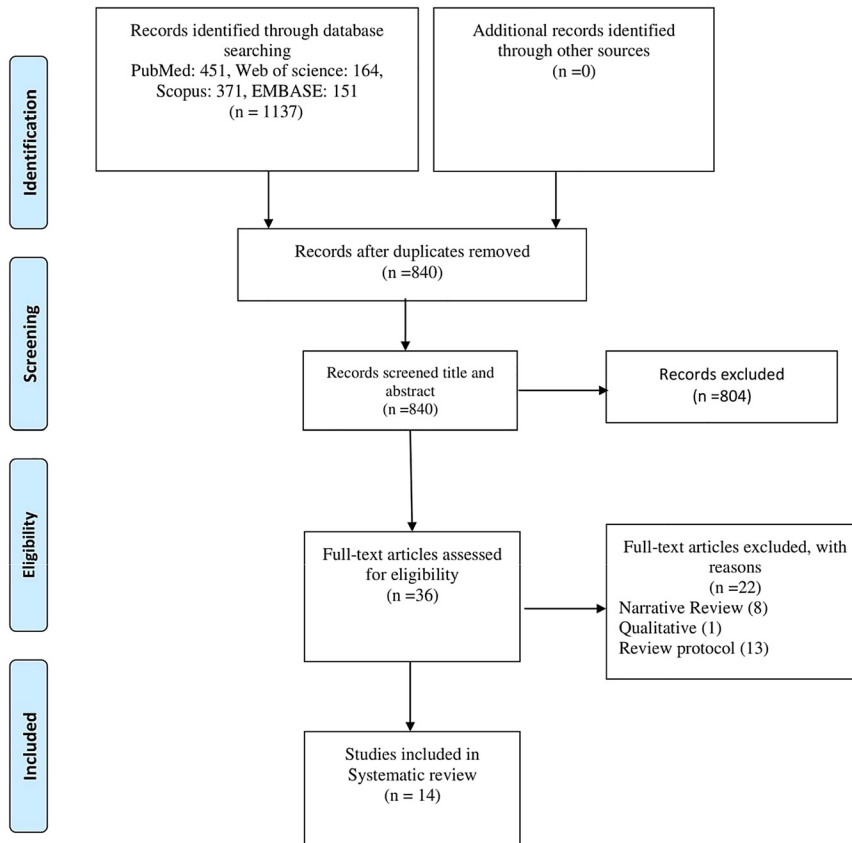 Identification
Records identified through database
searching
PubMed: 451, Web of science: 164,
Scopus: 371, EMBASE: 151
(n = 1137)
Additional records identified
through other sources
(n =0)
Records after duplicates removed
(n =840)
Screening
Records screened title and
abstract
(n =840)
Records excluded
(n =804)
Eligibility
Full-text articles assessed
for eligibility
(n =36)
Full-text articles excluded, with
reasons
(n =22)
Narrative Review (8)
Qualitative (1)
Review protocol (13)
Included
Studies included in
Systematic review
(n = 14)